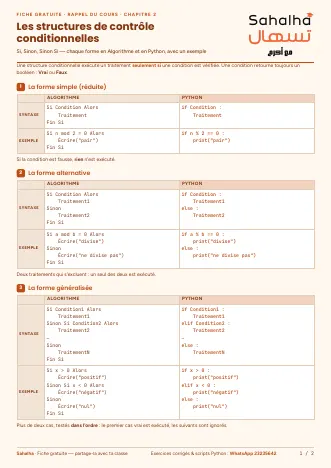 FICHE GRATUITE · RAPPEL DU COURS · CHAPITRE 2
Les structures de contrôle
conditionnelles
Si, Sinon, Sinon Si — chaque forme en Algorithme et en Python, avec un exemple
Sahalha
تسهال
Une structure conditionnelle exécute un traitement seulement si une condition est vérifiée. Une condition retourne toujours un
booléen : Vrai ou Faux.
1 La forme simple (réduite)
ALGORITHME PYTHON
SYNTAXE
Si Condition Alors
Traitement
Fin Si
if Condition :
Traitement
EXEMPLE
Si n mod 2 = 0 Alors
Ecrire("pair")
Fin Si
if n % 2 == 0 :
print("pair")
Si la condition est fausse, rien n'est exécuté.
2 La forme alternative
ALGORITHME PYTHON
SYNTAXE
Si Condition Alors
Traitement1
Sinon
Traitement2
Fin Si
if Condition :
Traitement1
else :
Traitement2
EXEMPLE
Si a mod b = 0 Alors
Ecrire("divise")
Sinon
Ecrire("ne divise pas")
Fin Si
if a % b == 0 :
print("divise")
else :
print("ne divise pas")
Deux traitements qui s'excluent : un seul des deux est exécuté.
3 La forme généralisée
ALGORITHME PYTHON
SYNTAXE
Si Condition1 Alors
Traitement1
Sinon Si Condition2 Alors
Traitement2
…
Sinon
TraitementN
Fin Si
if Condition1 :
Traitement1
elif Condition2 :
Traitement2
…
else :
TraitementN
EXEMPLE
Si x > 0 Alors
Ecrire("positif")
Sinon Si x < 0 Alors
Ecrire("négatif")
Sinon
Ecrire("nul")
Fin Si
if x > 0 :
print("positif")
elif x < 0 :
print("négatif")
else :
print("nul")
Plus de deux cas, testés dans l'ordre : le premier cas vrai est exécuté, les suivants sont ignorés.
Sahalha · Fiche gratuite — partage-la avec ta classe
Exercices corrigés & scripts Python : WhatsApp 23035642
1 / 2